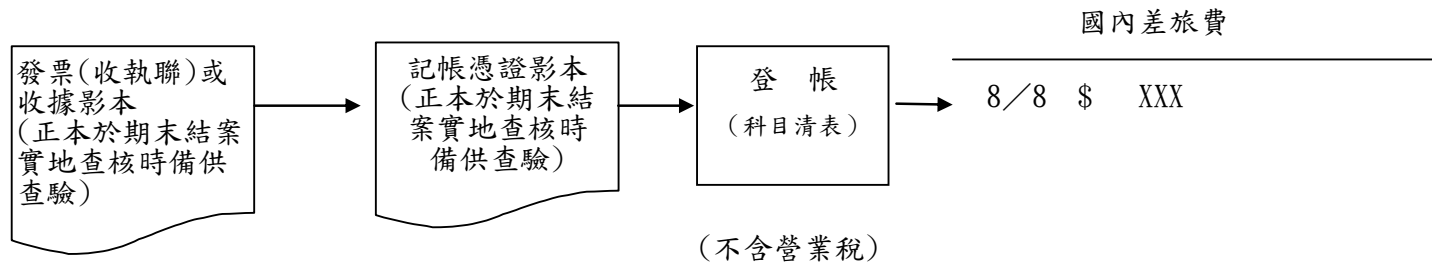 國內差旅費
發票(收執聯)或
收據影本
(正本於期末結案
實地查核時備供
查驗)
記帳憑證影本
(正本於期末結
案實地查核時
備供查驗)
登 帳
(科目清表)
8／8 $ XXX
(不含營業稅)